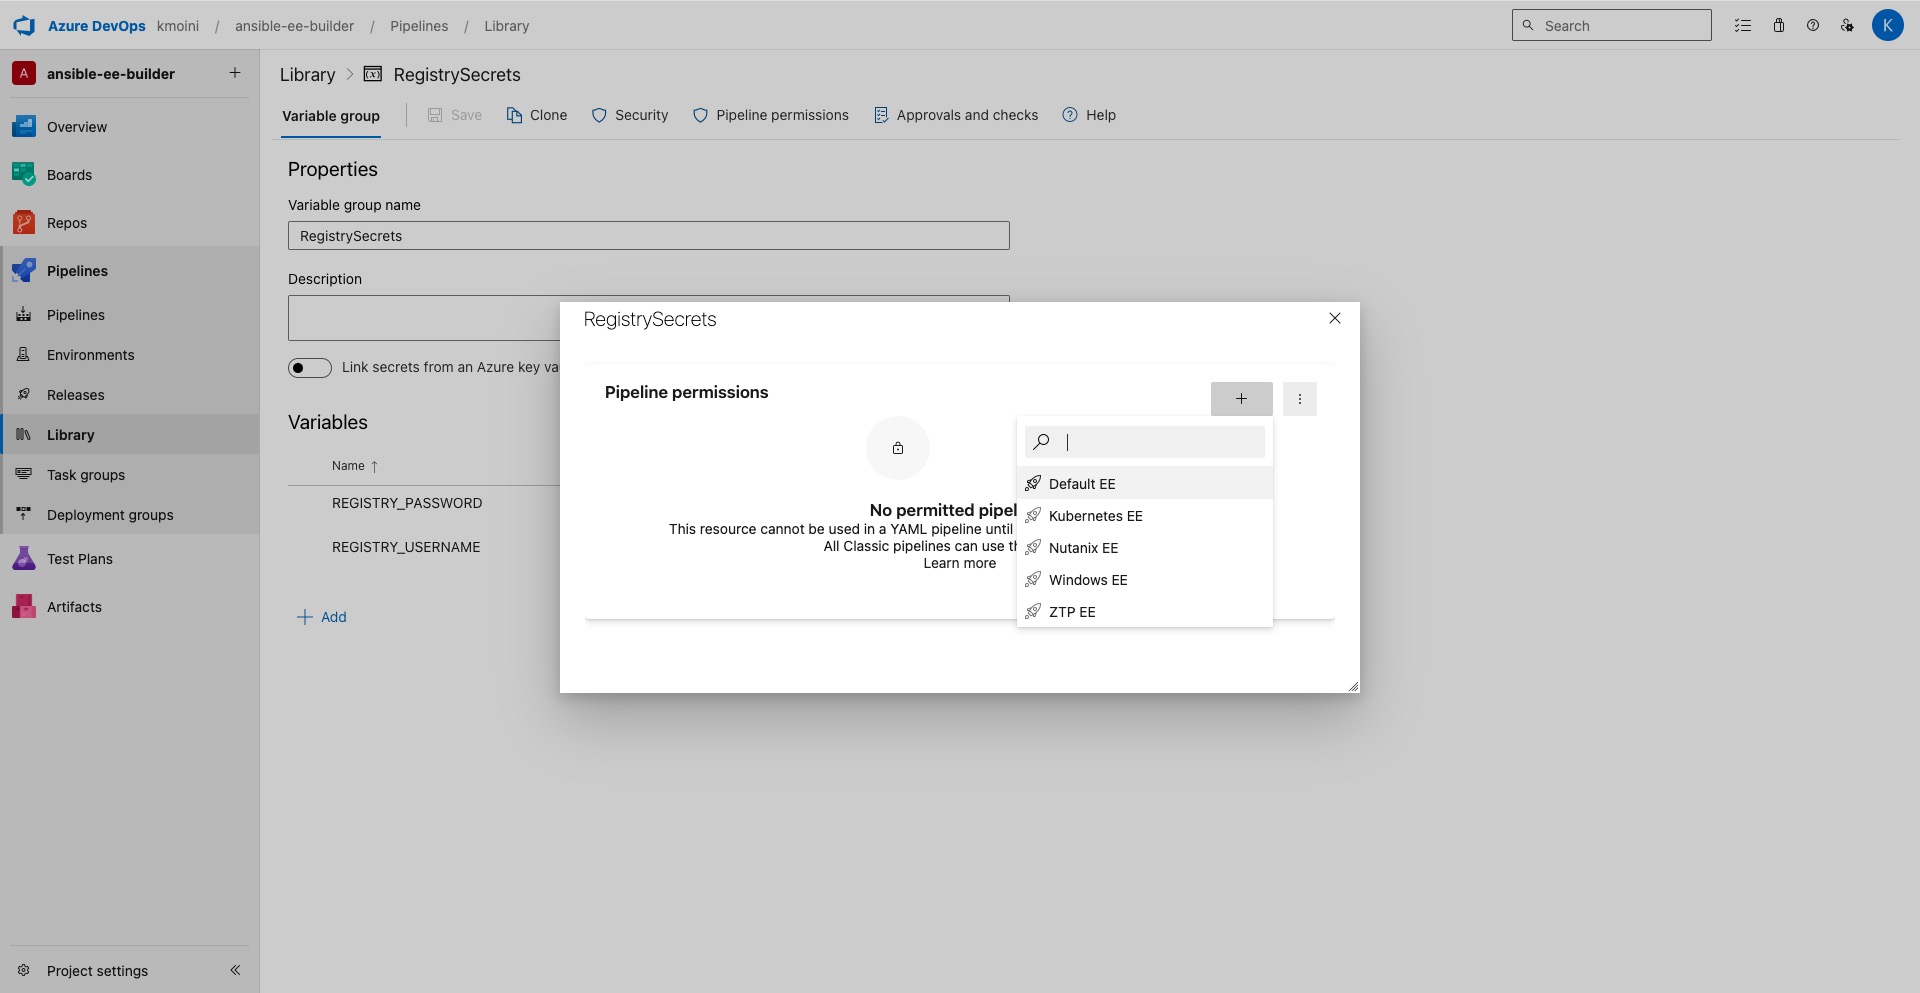 Azure DevOps kmoini / ansible-ee-builder / Pipelines / Library
Search
K
A ansible-ee-builder +
Overview
Boards
Repos
Pipelines
Pipelines
Environments
Releases
Library
Task groups
Deployment groups
Test Plans
Artifacts
Project settings
Library > RegistrySecrets
Variable group Save Clone Security Pipeline permissions Approvals and checks Help
Properties
Variable group name
RegistrySecrets
Description
Link secrets from an Azure key va
Variables
Name ↑
REGISTRY_PASSWORD
REGISTRY_USERNAME
+ Add
RegistrySecrets
Pipeline permissions
No permitted pipel
This resource cannot be used in a YAML pipeline until
All Classic pipelines can use th
Learn more
Default EE
Kubernetes EE
Nutanix EE
Windows EE
ZTP EE